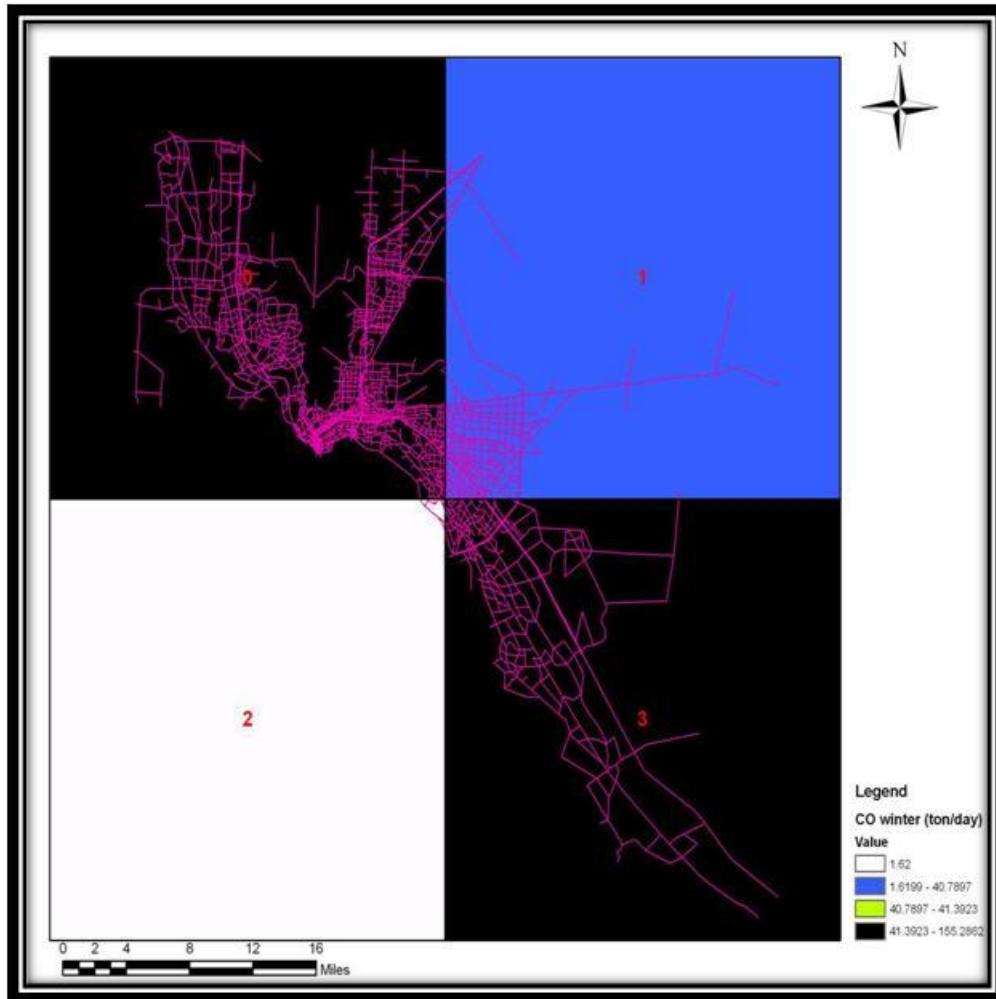 N
0
1
2
3
Legend
CO winter (ton/day)
Value
1.62
1.6199 - 40.7897
40.7897 - 41.3923
41.3923 - 155.2862
0 2 4 8 12 16
Miles